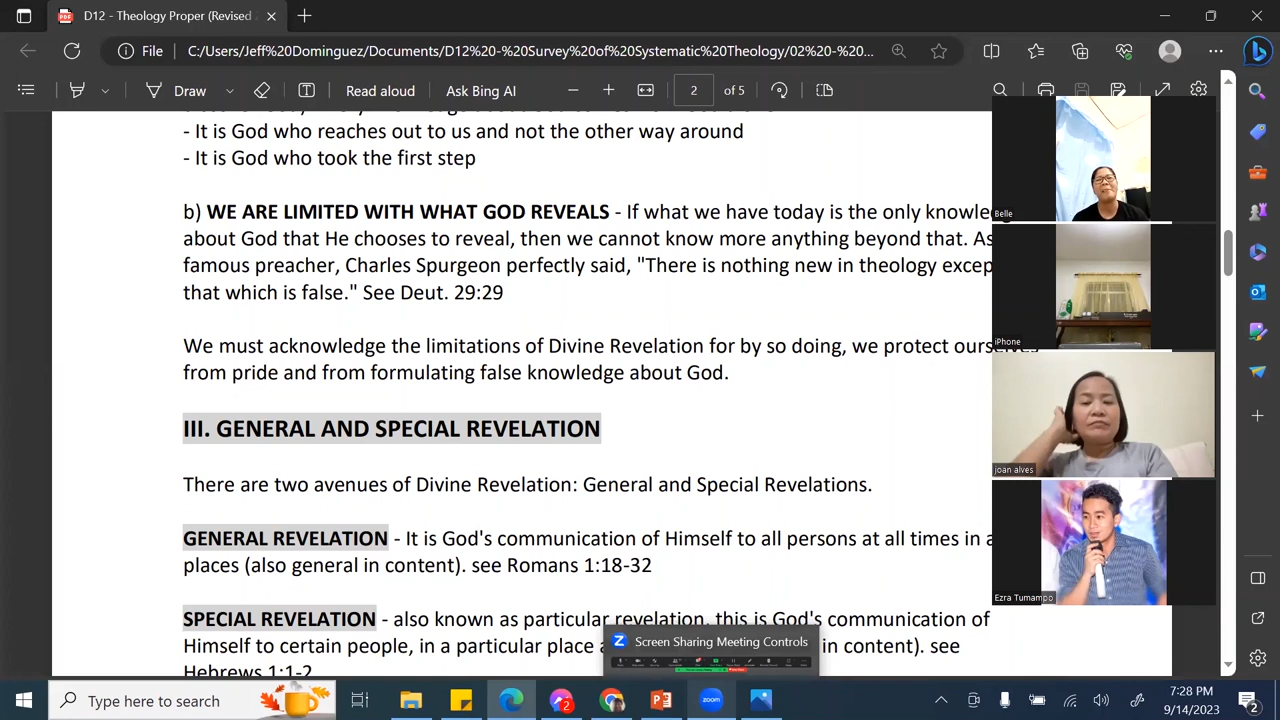 D12 - Theology Proper (Revised
File
C:/Users/Jeff%20Dominguez/Documents/D12%20-%20Survey%20of%20Systematic%20Theology/02%20-%20...
Draw
Read aloud
Ask Bing AI
2
of 5
- It is God who reaches out to us and not the other way around
- It is God who took the first step
b) WE ARE LIMITED WITH WHAT GOD REVEALS - If what we have today is the only
about God that He chooses to reveal, then we cannot know more anything beyond that. As
famous preacher, Charles Spurgeon perfectly said, "There is nothing new in theology
that which is false." See Deut. 29:29
We must acknowledge the limitations of Divine Revelation for by so doing, we protect ourselves
from pride and from formulating false knowledge about God.
III. GENERAL AND SPECIAL REVELATION
There are two avenues of Divine Revelation: General and Special Revelations.
GENERAL REVELATION - It is God's communication of Himself to all persons at all times in
places (also general in content). see Romans 1:18-32
SPECIAL REVELATION - also known as particular revelation, this is God's communication of
Himself to certain people, in a particular place
in content). see
Hebrews 1:1-2
Belle
iPhone
joan alves
Ezra Tumampo
Screen Sharing Meeting Controls
Type here to search
2
7:28 PM
9/14/2023
2